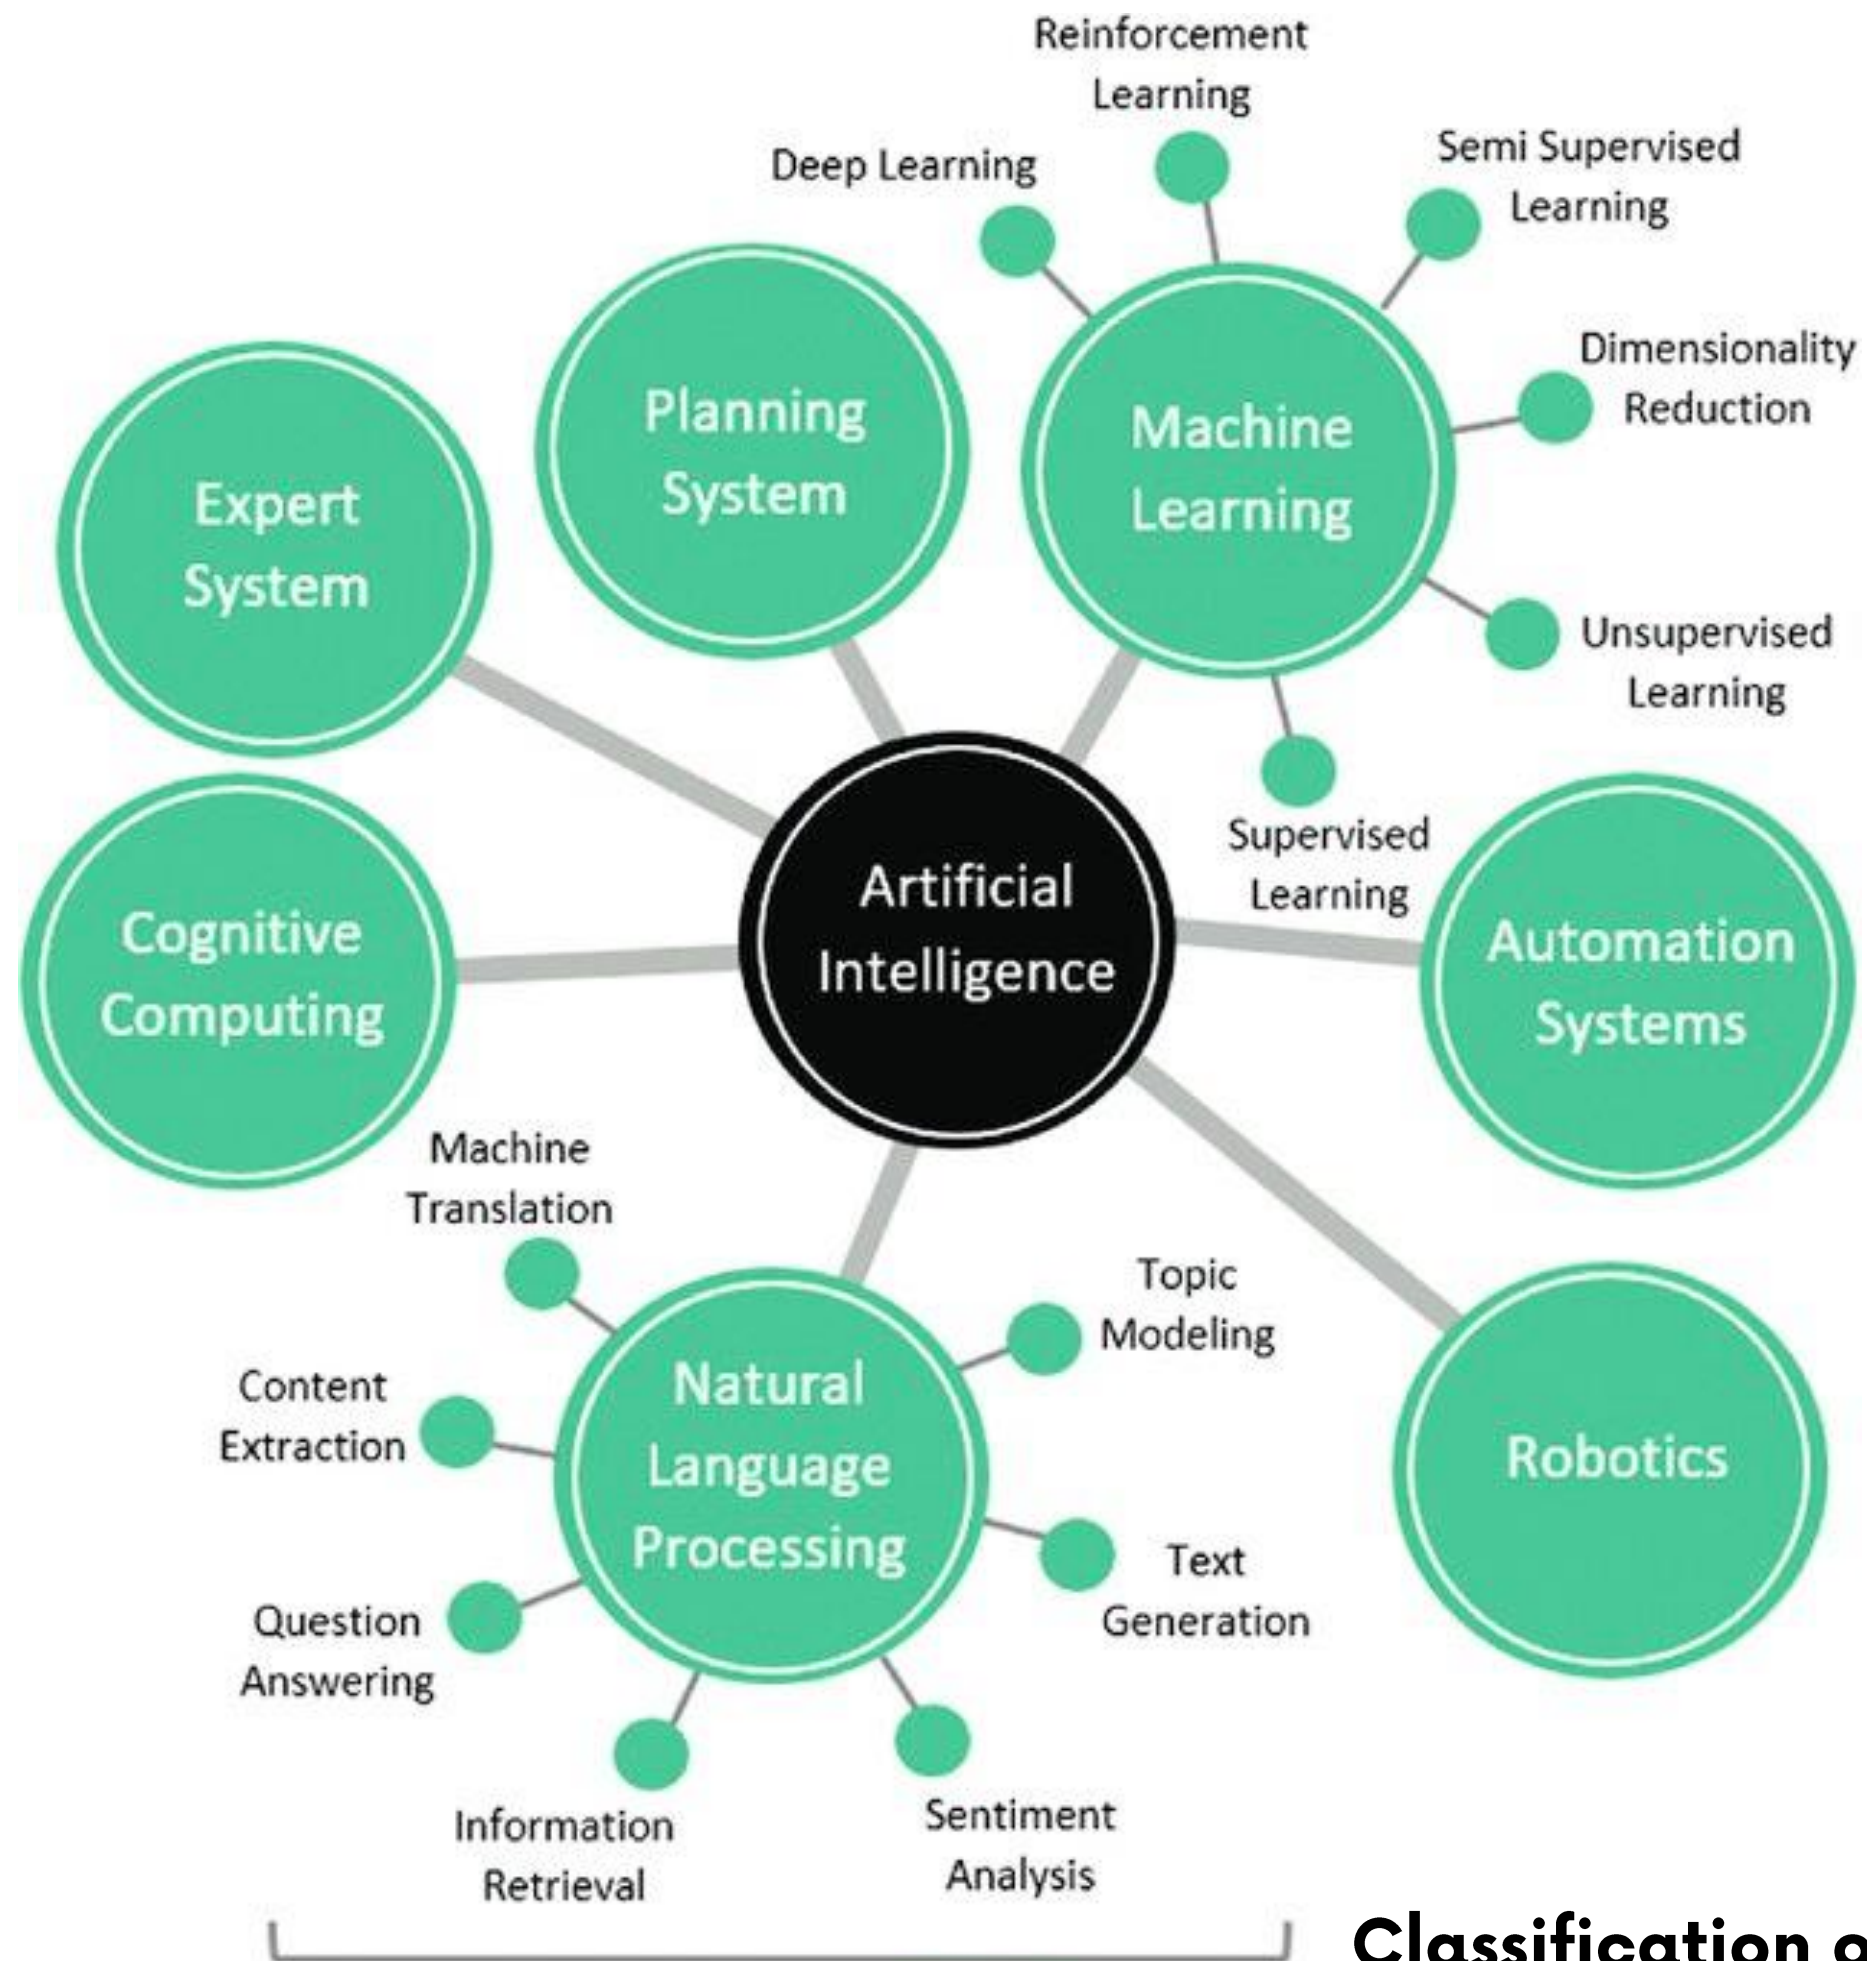 Reinforcement
Learning
Deep Learning
Semi Supervised
Learning
Dimensionality
Reduction
Planning
System
Machine
Learning
Expert
System
Unsupervised
Learning
Supervised
Learning
Artificial
Intelligence
Cognitive
Computing
Automation
Systems
Machine
Translation
Topic
Modeling
Content
Extraction
Natural
Language
Processing
Robotics
Text
Generation
Question
Answering
Information
Retrieval
Sentiment
Analysis
Classification